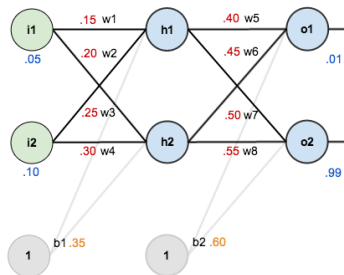 .15 w1
.40 w5
i1
h1
o1
.20 w2
.45 w6
.05
.01
.25 w3
.50 w7
i2
.30 w4
h2
.55 w8
o2
.10
.99
1
b1 .35
1
b2 .60